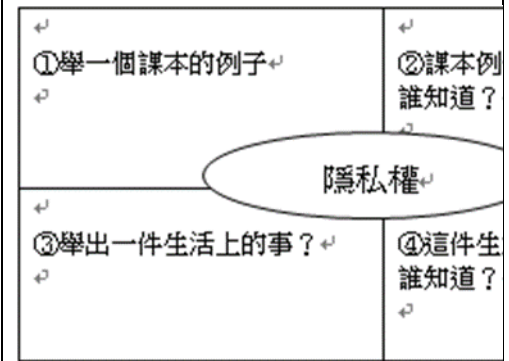 ①舉一個課本的例子
②課本例
誰知道？
隱私權
③舉出一件生活上的事？
④這件生
誰知道？